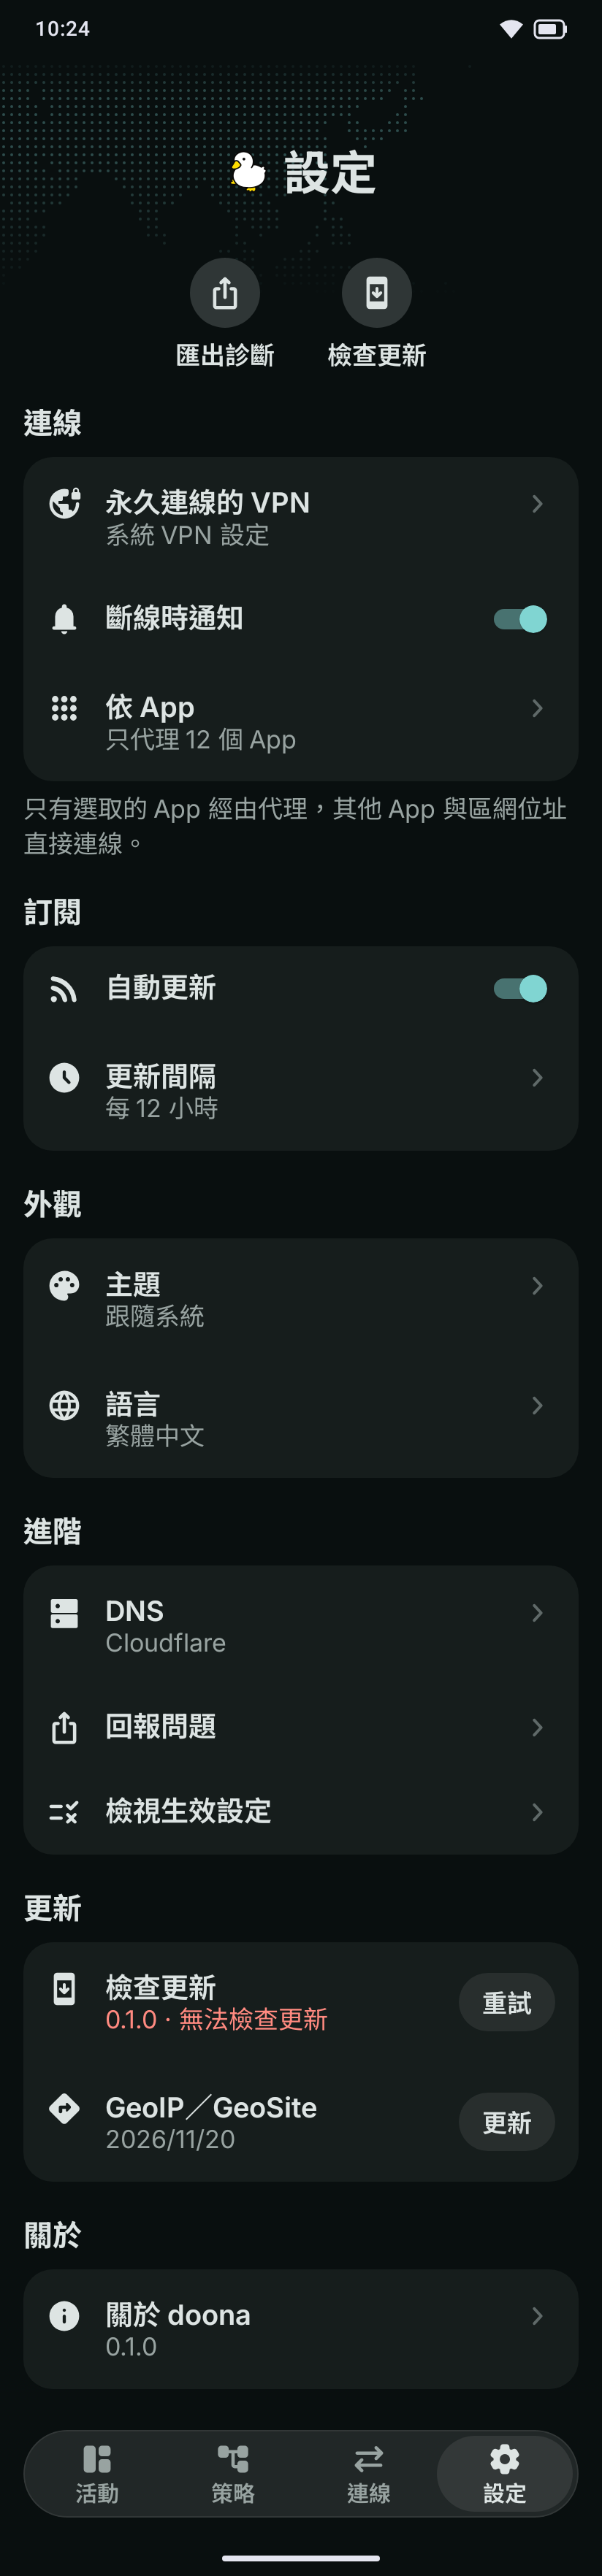 10:24
設定
匯出診斷
檢查更新
連線
永久連線的 VPN
系統 VPN 設定
斷線時通知
依 App
只代理 12 個 App
只有選取的 App 經由代理，其他 App 與區網位址
直接連線。
訂閱
自動更新
更新間隔
每 12 小時
外觀
主題
跟隨系統
語言
繁體中文
進階
DNS
Cloudflare
回報問題
檢視生效設定
更新
檢查更新
0.1.0 · 無法檢查更新
重試
GeoIP／GeoSite
2026/11/20
更新
關於
關於 doona
0.1.0
活動
策略
連線
設定